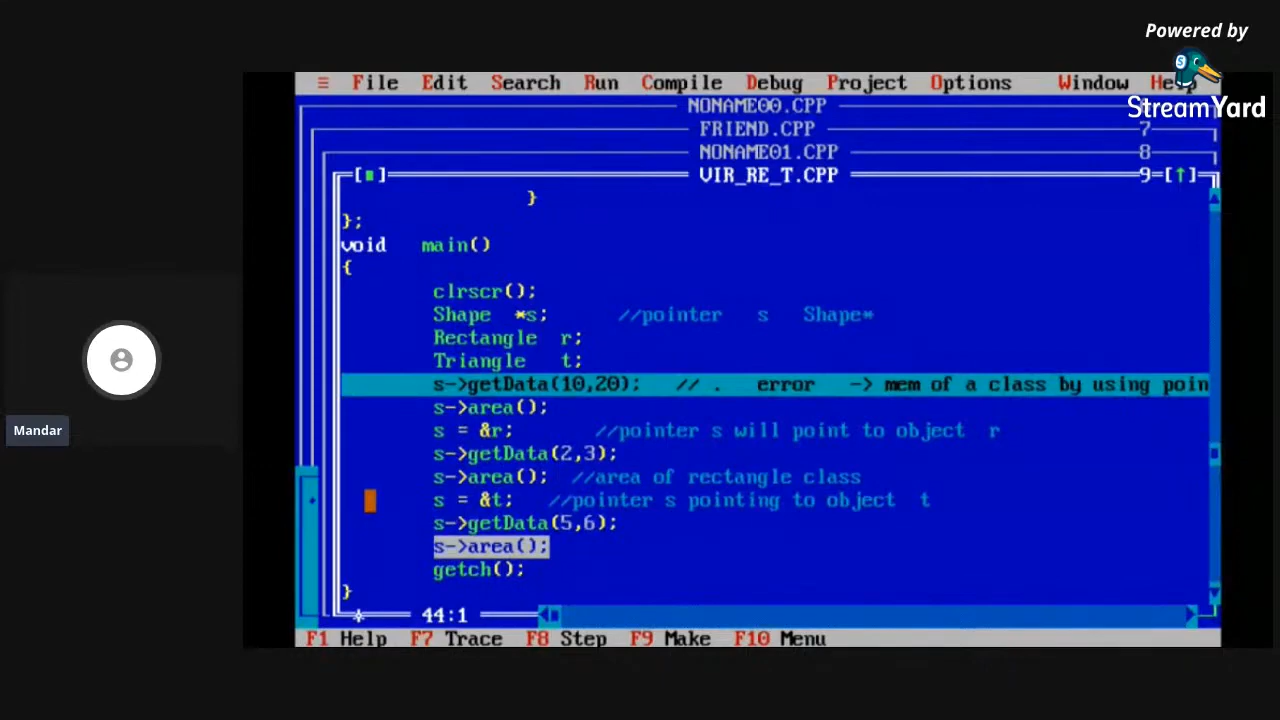 Powered by
StreamYard
≡ File Edit Search Run Compile Debug Project Options Window Help
NONAME00.CPP
FRIEND.CPP 7
NONAME01.CPP 8
[■] VIR_RE_T.CPP 9=[↑]
}
};
void main()
{
clrscr();
Shape *s; //pointer s Shape*
Rectangle r;
Triangle t;
s->getData(10,20); // . error -> mem of a class by using poin
s->area();
s = &r; //pointer s will point to object r
s->getData(2,3);
s->area(); //area of rectangle class
s = &t; //pointer s pointing to object t
s->getData(5,6);
s->area();
getch();
}
44:1
F1 Help F7 Trace F8 Step F9 Make F10 Menu
Mandar